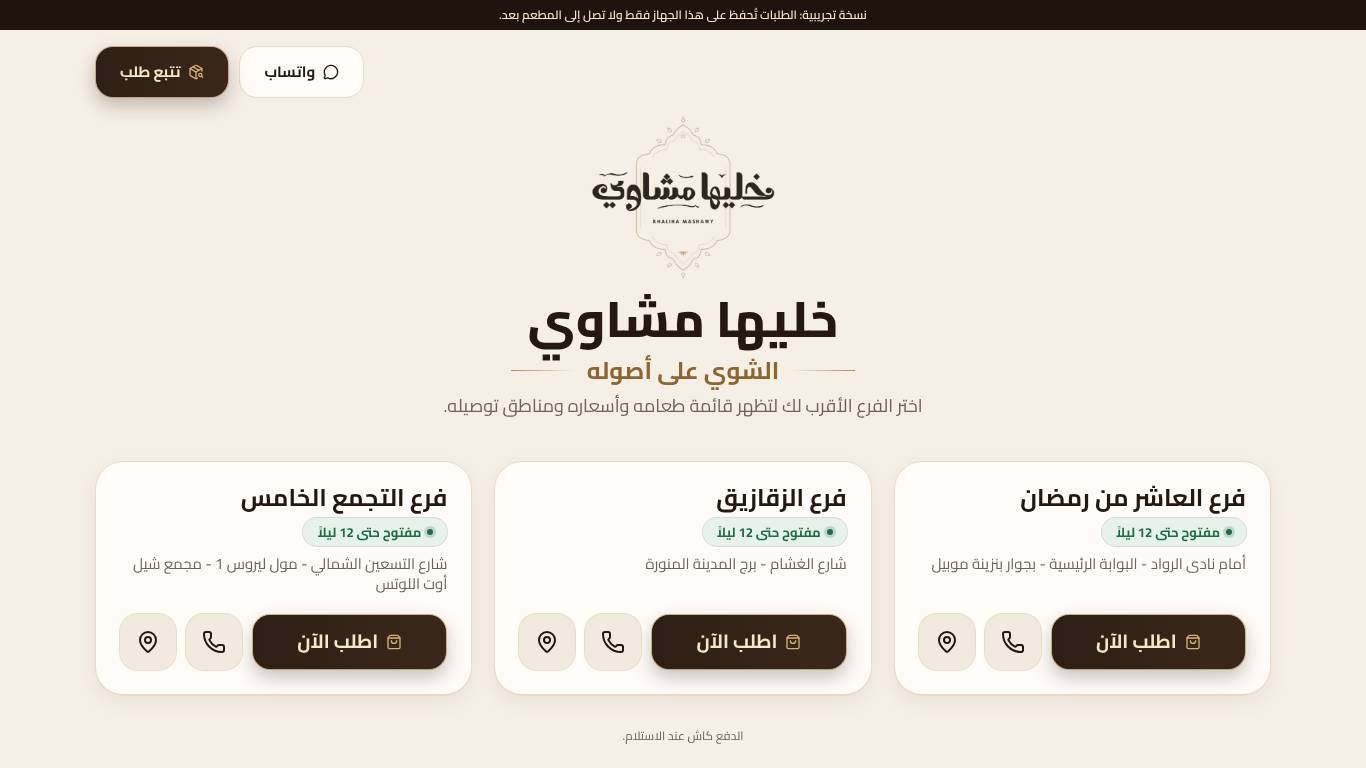 نسخة تجريبية: الطلبات تُحفظ على هذا الجهاز فقط ولا تصل إلى المطعم بعد.
واتساب
تتبع طلب
خليها مشاوي
KHALIHA MASHAWY
خليها مشاوي
الشوي على أصوله
اختر الفرع الأقرب لك لتظهر قائمة طعامه وأسعاره ومناطق توصيله.
فرع العاشر من رمضان
مفتوح حتى 12 ليلاً
أمام نادى الرواد - البوابة الرئيسية - بجوار بنزينة موبيل
اطلب الآن
فرع الزقازيق
مفتوح حتى 12 ليلاً
شارع الغشام - برج المدينة المنورة
اطلب الآن
فرع التجمع الخامس
مفتوح حتى 12 ليلاً
شارع التسعين الشمالي - مول ليروس 1 - مجمع شيل
أوت اللوتس
اطلب الآن
الدفع كاش عند الاستلام.